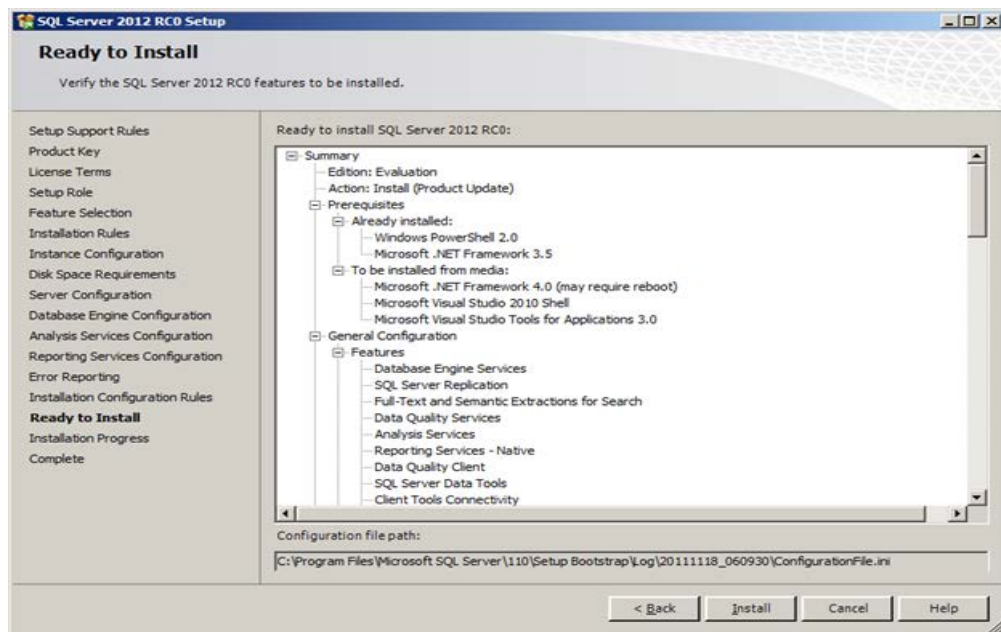 SQL Server 2012 RC0 Setup
Ready to Install
Verify the SQL Server 2012 RC0 features to be installed.
Setup Support Rules
Product Key
License Terms
Setup Role
Feature Selection
Installation Rules
Instance Configuration
Disk Space Requirements
Server Configuration
Database Engine Configuration
Analysis Services Configuration
Reporting Services Configuration
Error Reporting
Installation Configuration Rules
Ready to Install
Installation Progress
Complete
Ready to install SQL Server 2012 RC0:
Summary
Edition: Evaluation
Action: Install (Product Update)
Prerequisites
Already installed:
Windows PowerShell 2.0
Microsoft .NET Framework 3.5
To be installed from media:
Microsoft .NET Framework 4.0 (may require reboot)
Microsoft Visual Studio 2010 Shell
Microsoft Visual Studio Tools for Applications 3.0
General Configuration
Features
Database Engine Services
SQL Server Replication
Full-Text and Semantic Extractions for Search
Data Quality Services
Analysis Services
Reporting Services - Native
Data Quality Client
SQL Server Data Tools
Client Tools Connectivity
Configuration file path:
C:\Program Files\Microsoft SQL Server\110\Setup Bootstrap\Log\20111118_060930\ConfigurationFile.ini
< Back
Install
Cancel
Help